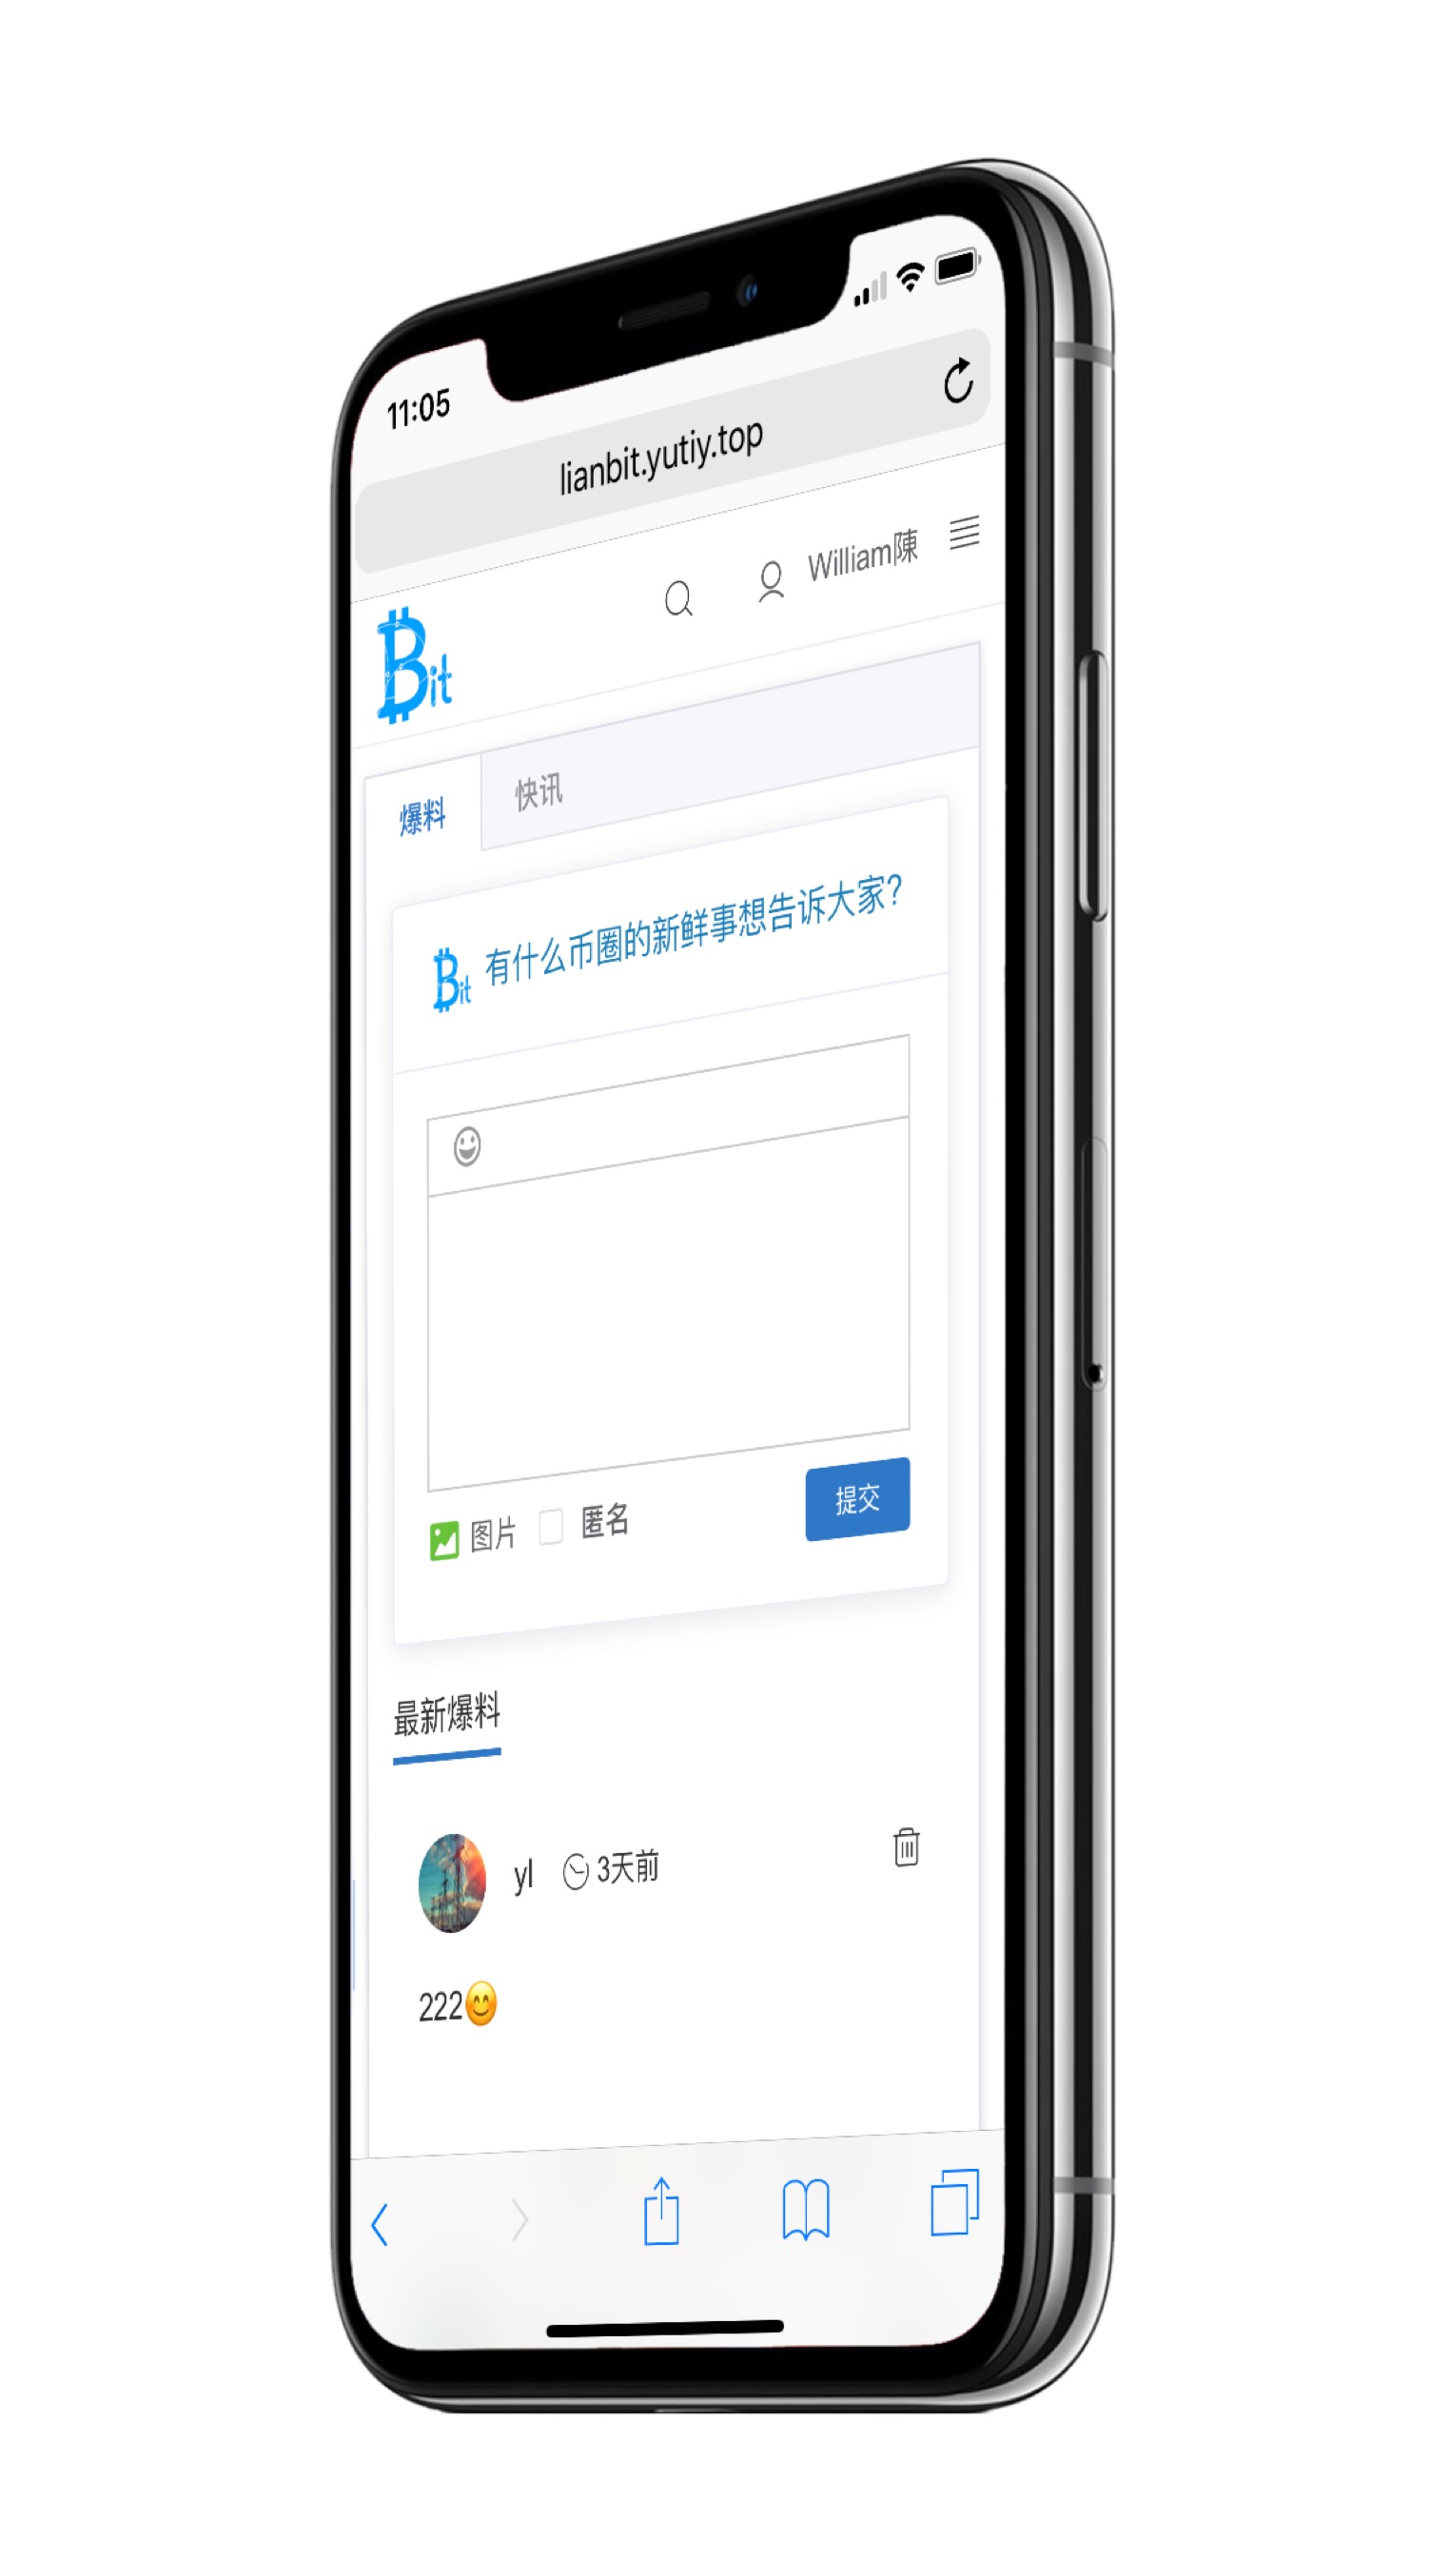 11:05
lianbit.yutiy.top
William陳
Bit
爆料
快讯
Bit 有什么币圈的新鲜事想告诉大家?
图片 匿名
提交
最新爆料
yl 3天前
222😊